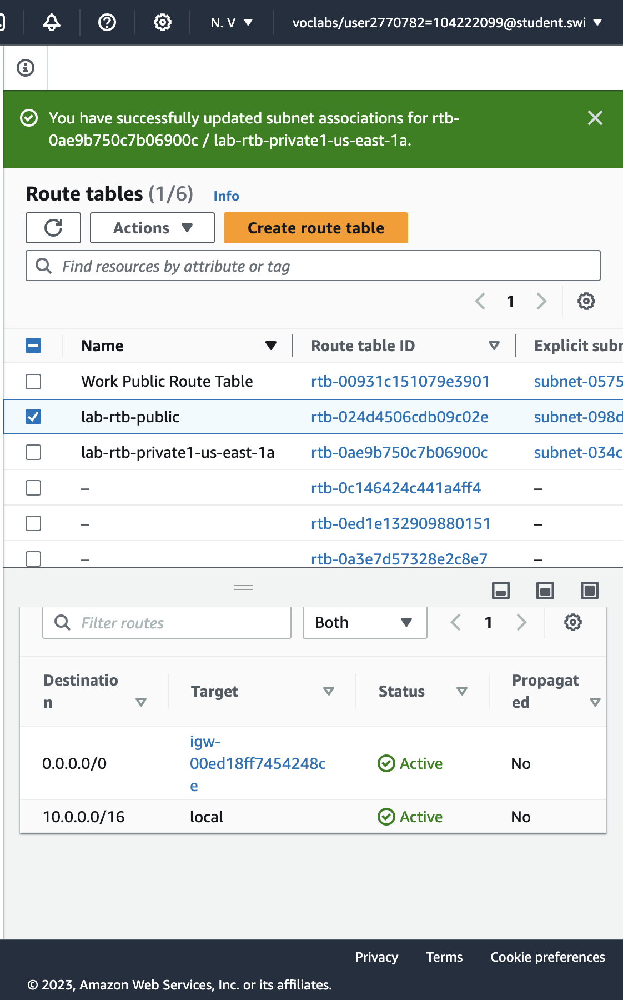 N. V
voclabs/user2770782=104222099@student.swi
You have successfully updated subnet associations for rtb-
0ae9b750c7b06900c / lab-rtb-private1-us-east-1a.
Route tables (1/6) Info
Actions Create route table
Find resources by attribute or tag
1
Name Route table ID Explicit subn
Work Public Route Table rtb-00931c151079e3901 subnet-0575
lab-rtb-public rtb-024d4506cdb09c02e subnet-098d
lab-rtb-private1-us-east-1a rtb-0ae9b750c7b06900c subnet-034c
– rtb-0c146424c441a4ff4 –
– rtb-0ed1e132909880151 –
– rtb-0a3e7d57328e2c8e7 –
Filter routes Both 1
Destinatio
n
Target
Status
Propagat
ed
0.0.0.0/0
igw-
00ed18ff7454248c
e
Active
No
10.0.0.0/16 local Active No
Privacy Terms Cookie preferences
© 2023, Amazon Web Services, Inc. or its affiliates.